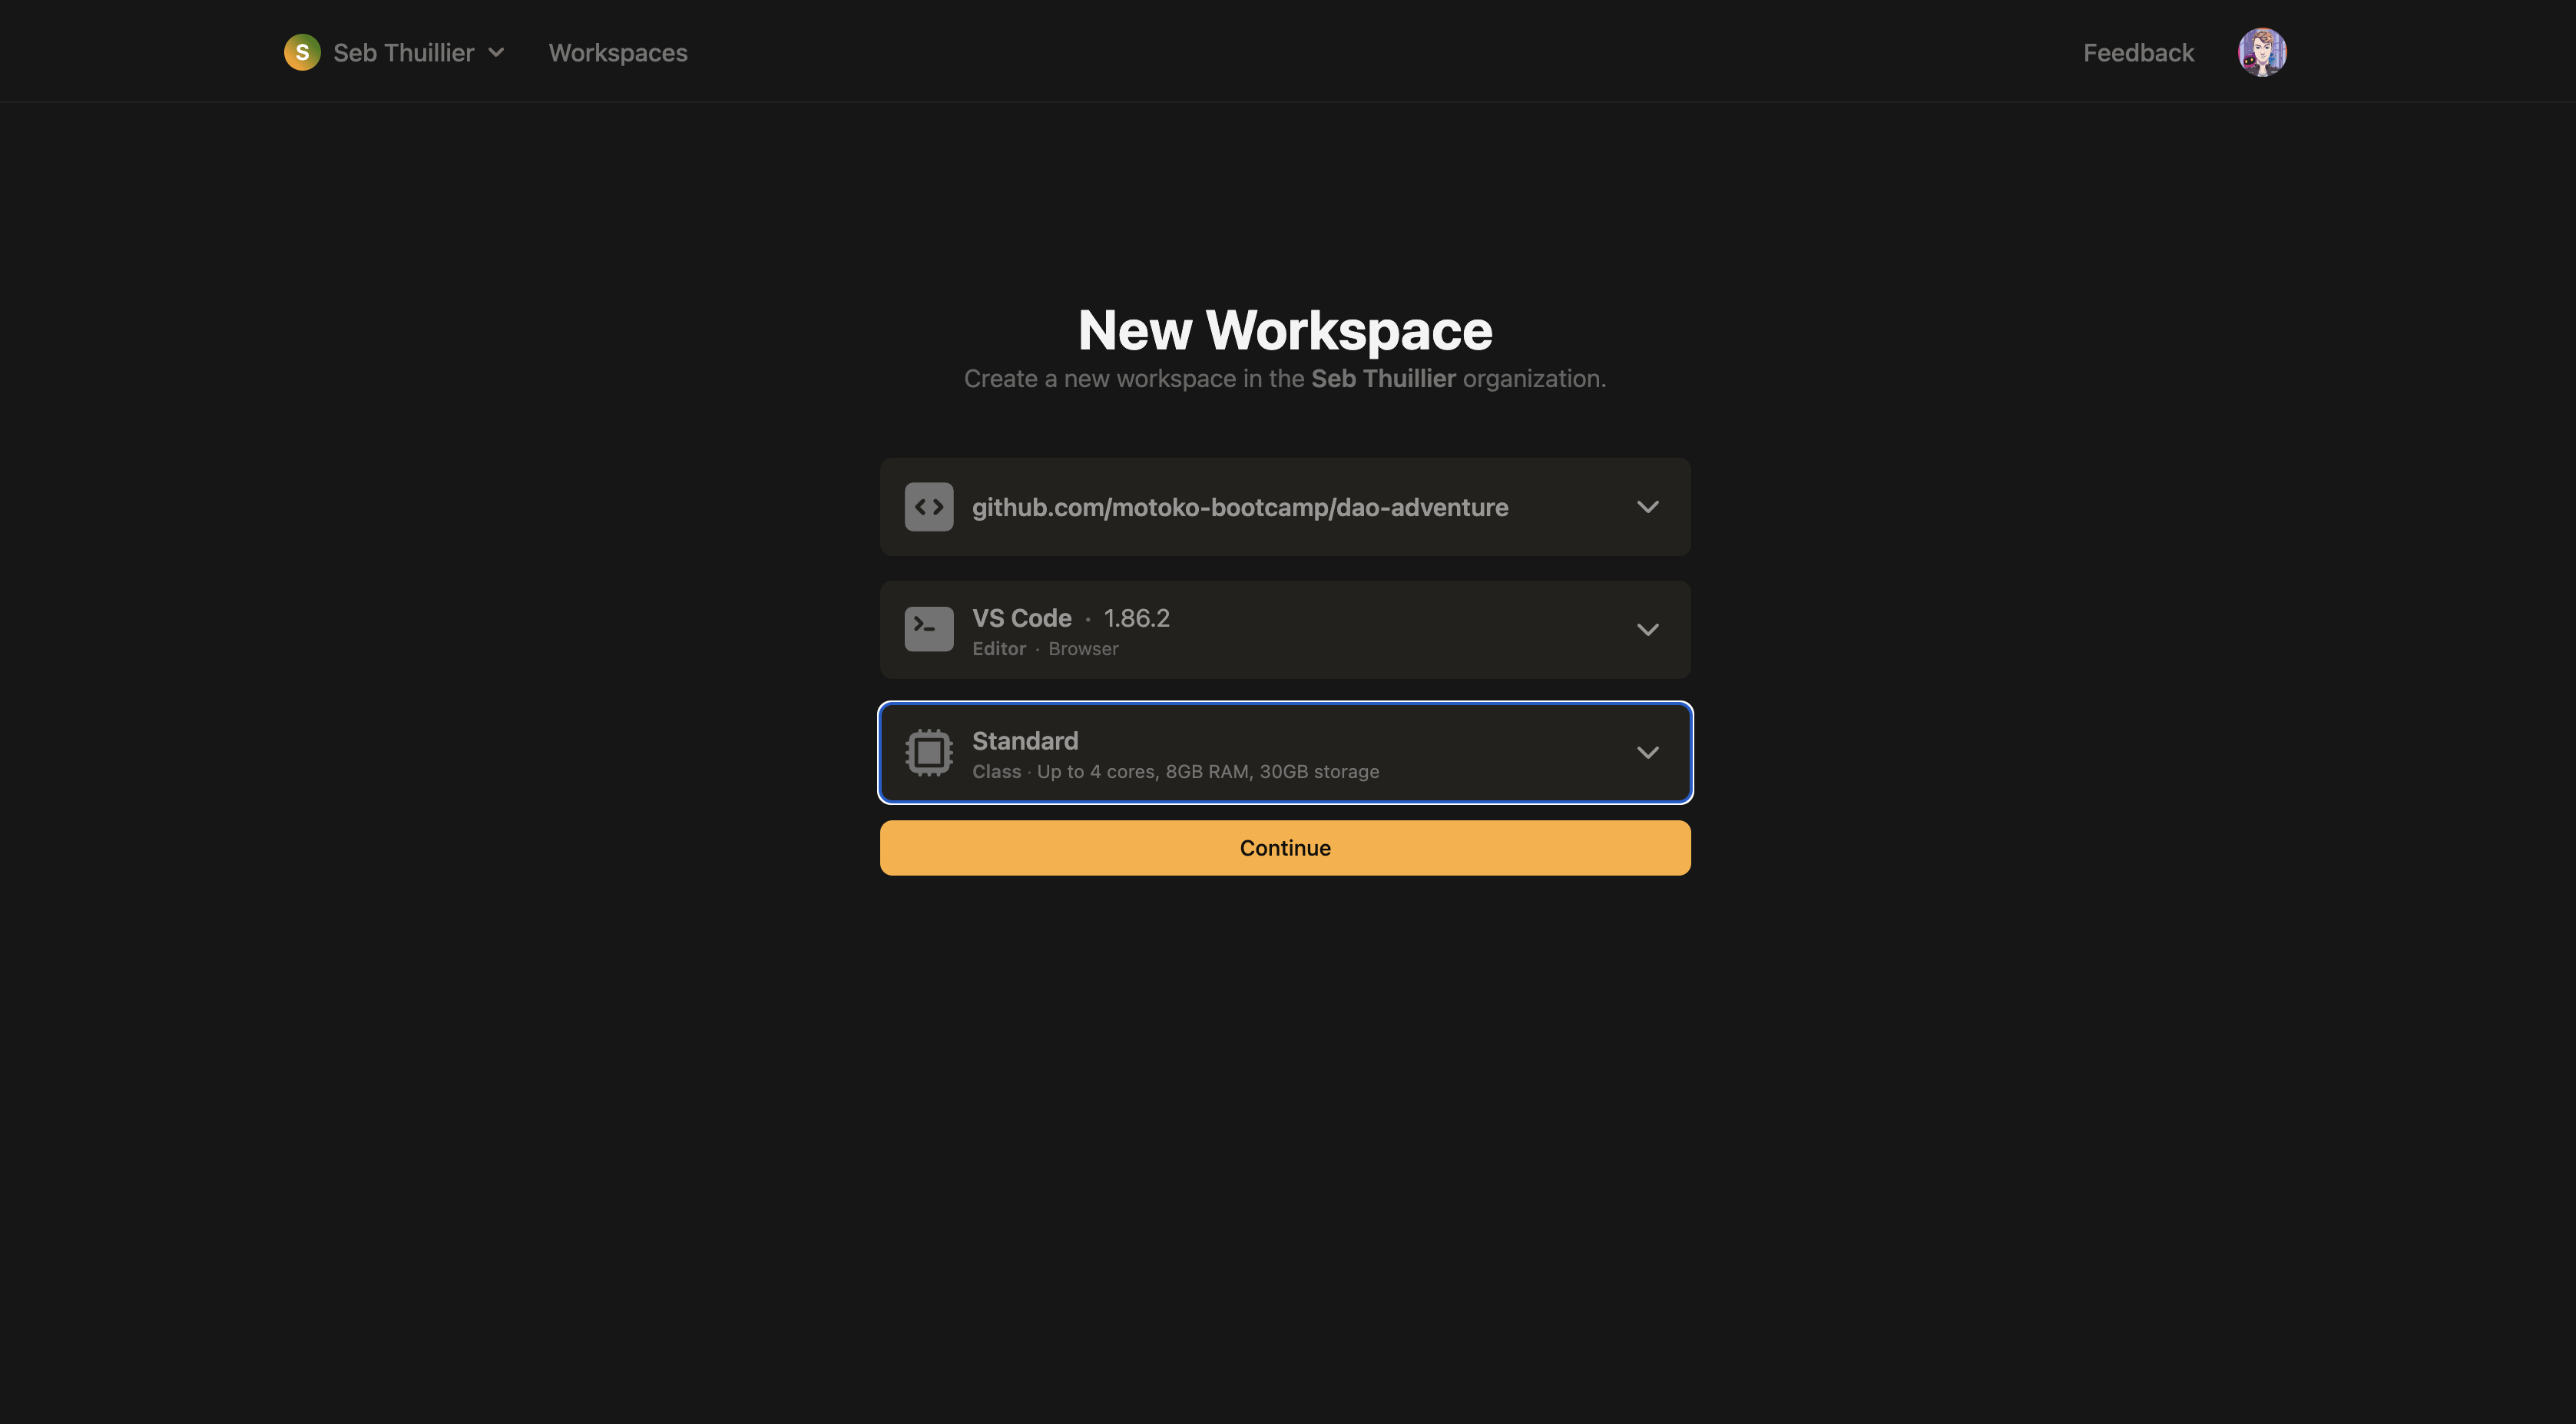 S Seb Thuillier Workspaces Feedback
New Workspace
Create a new workspace in the Seb Thuillier organization.
github.com/motoko-bootcamp/dao-adventure
VS Code · 1.86.2
Editor · Browser
Standard
Class · Up to 4 cores, 8GB RAM, 30GB storage
Continue